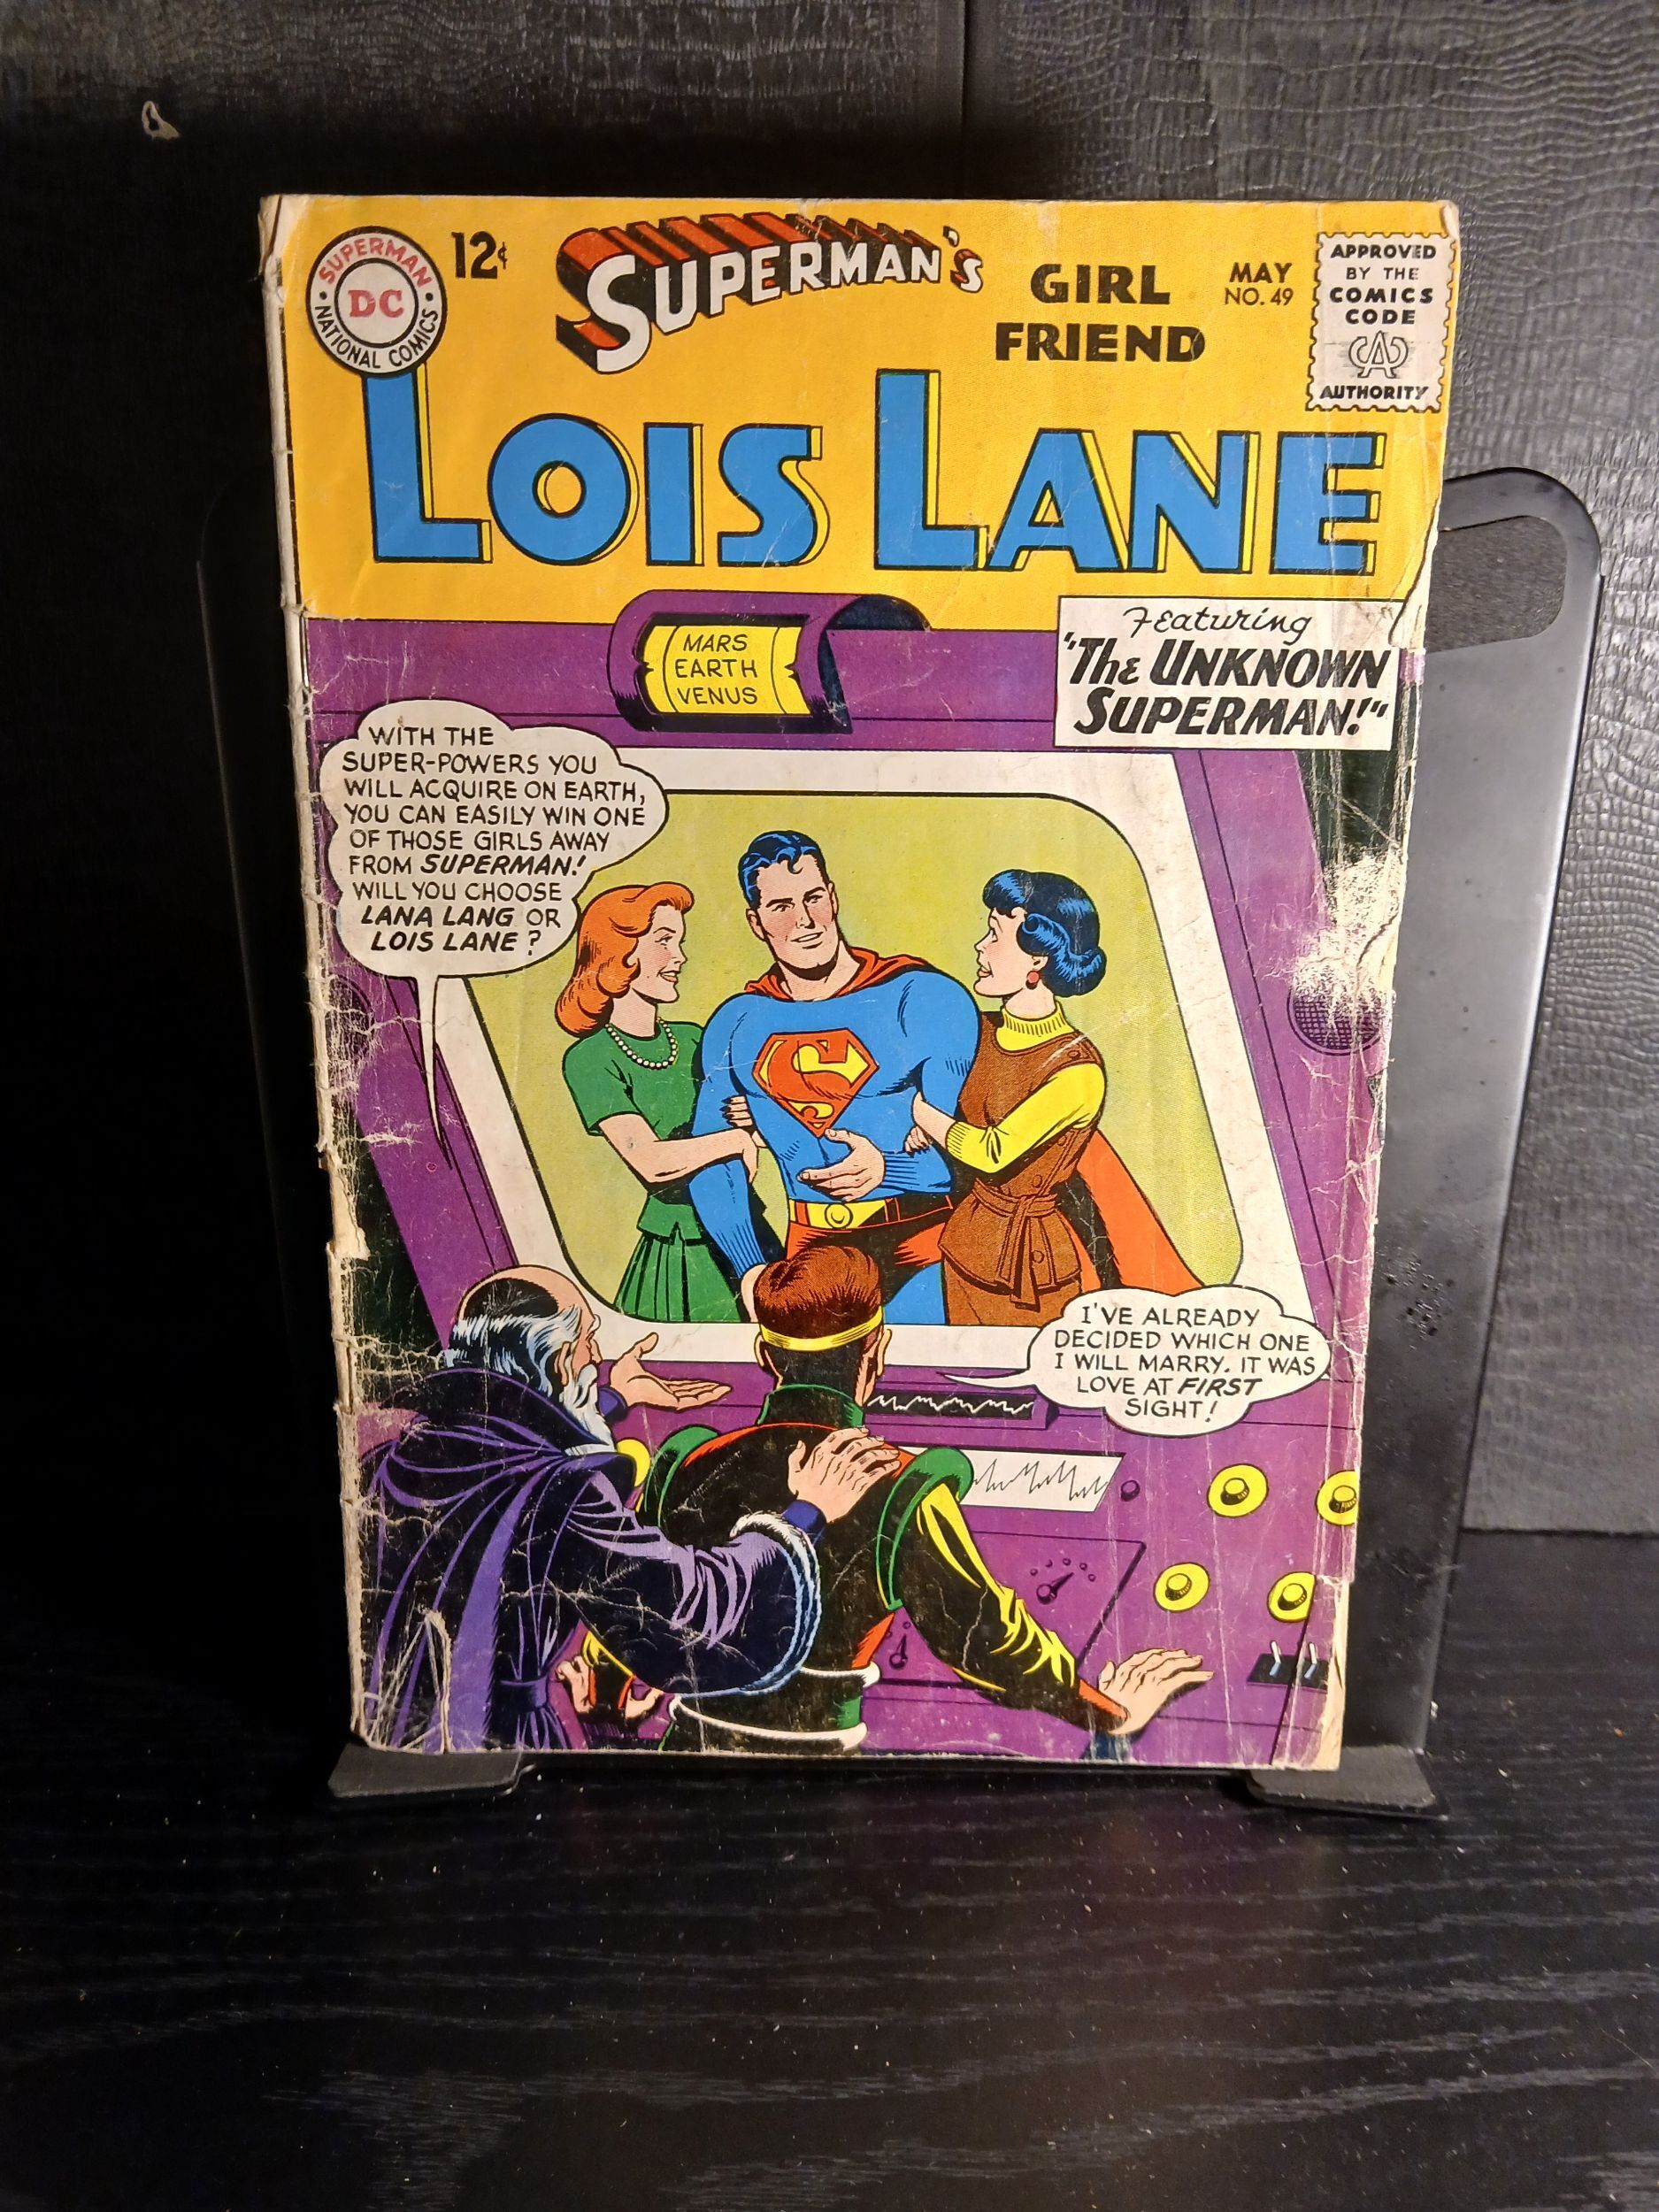 SUPERMAN
DC
NATIONAL COMICS
12¢
SUPERMAN'S
GIRL
FRIEND
MAY
NO. 49
APPROVED
BY THE
COMICS
CODE
CA
AUTHORITY
LOIS LANE
MARS
EARTH
VENUS
Featuring
"THE UNKNOWN
SUPERMAN!"
WITH THE
SUPER-POWERS YOU
WILL ACQUIRE ON EARTH,
YOU CAN EASILY WIN ONE
OF THOSE GIRLS AWAY
FROM SUPERMAN!
WILL YOU CHOOSE
LANA LANG OR
LOIS LANE?
S
I'VE ALREADY
DECIDED WHICH ONE
I WILL MARRY. IT WAS
LOVE AT FIRST
SIGHT!